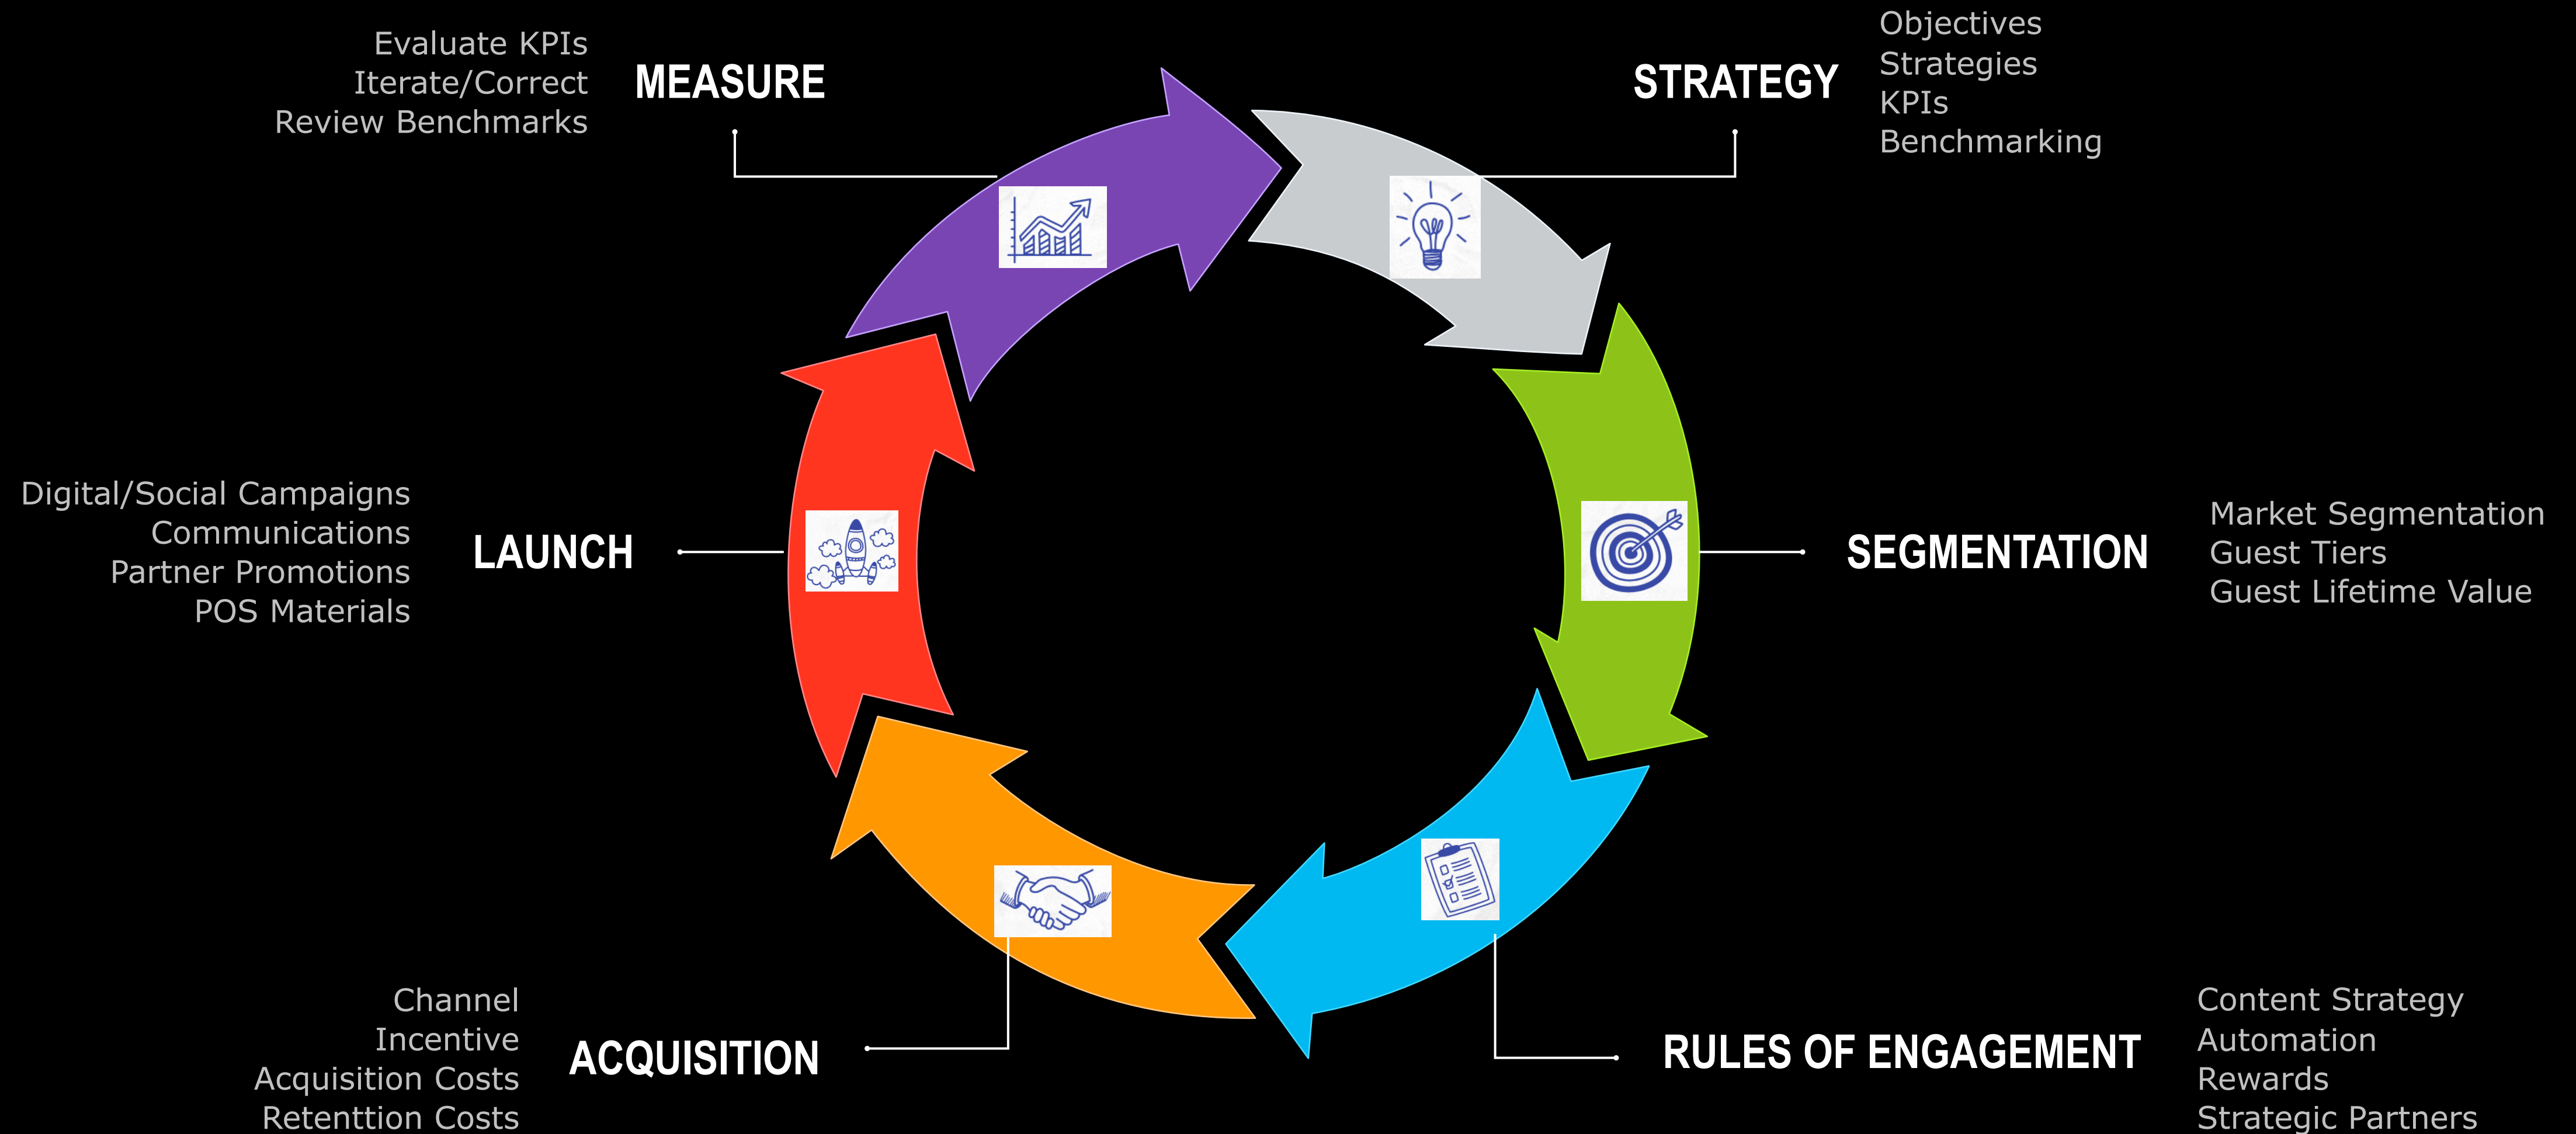 Evaluate KPIs
Iterate/Correct
Review Benchmarks
MEASURE
STRATEGY
Objectives
Strategies
KPIs
Benchmarking
Digital/Social Campaigns
Communications
Partner Promotions
POS Materials
LAUNCH
SEGMENTATION
Market Segmentation
Guest Tiers
Guest Lifetime Value
Channel
Incentive
Acquisition Costs
Retenttion Costs
ACQUISITION
RULES OF ENGAGEMENT
Content Strategy
Automation
Rewards
Strategic Partners